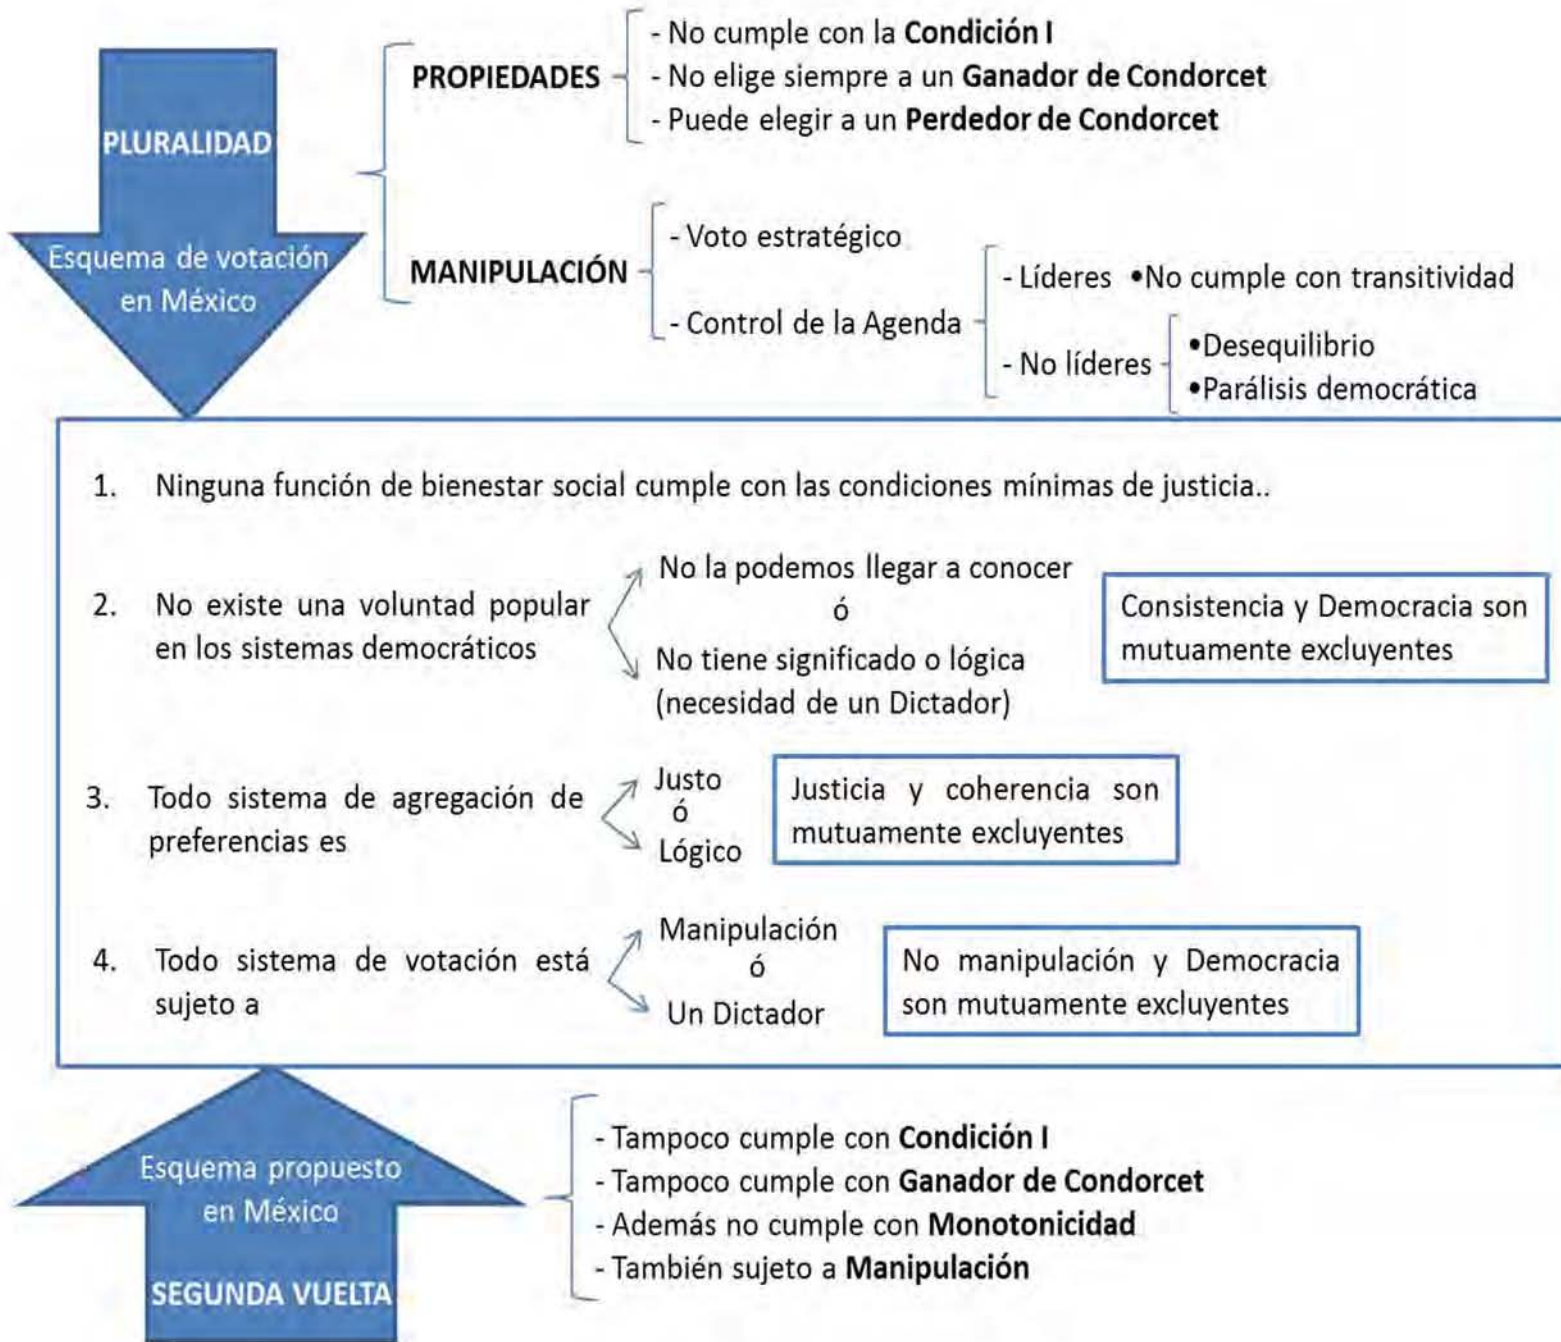 PLURALIDAD
Esquema de votación
en México
PROPIEDADES
- No cumple con la Condición I
- No elige siempre a un Ganador de Condorcet
- Puede elegir a un Perdedor de Condorcet
MANIPULACIÓN
- Voto estratégico
- Control de la Agenda
- Líderes •No cumple con transitividad
- No líderes
•Desequilibrio
•Parálisis democrática
1. Ninguna función de bienestar social cumple con las condiciones mínimas de justicia..
2. No existe una voluntad popular
en los sistemas democráticos
No la podemos llegar a conocer
ó
No tiene significado o lógica
(necesidad de un Dictador)
Consistencia y Democracia son
mutuamente excluyentes
3. Todo sistema de agregación de
preferencias es
Justo
ó
Lógico
Justicia y coherencia son
mutuamente excluyentes
4. Todo sistema de votación está
sujeto a
Manipulación
ó
Un Dictador
No manipulación y Democracia
son mutuamente excluyentes
Esquema propuesto
en México
SEGUNDA VUELTA
- Tampoco cumple con Condición I
- Tampoco cumple con Ganador de Condorcet
- Además no cumple con Monotonicidad
- También sujeto a Manipulación